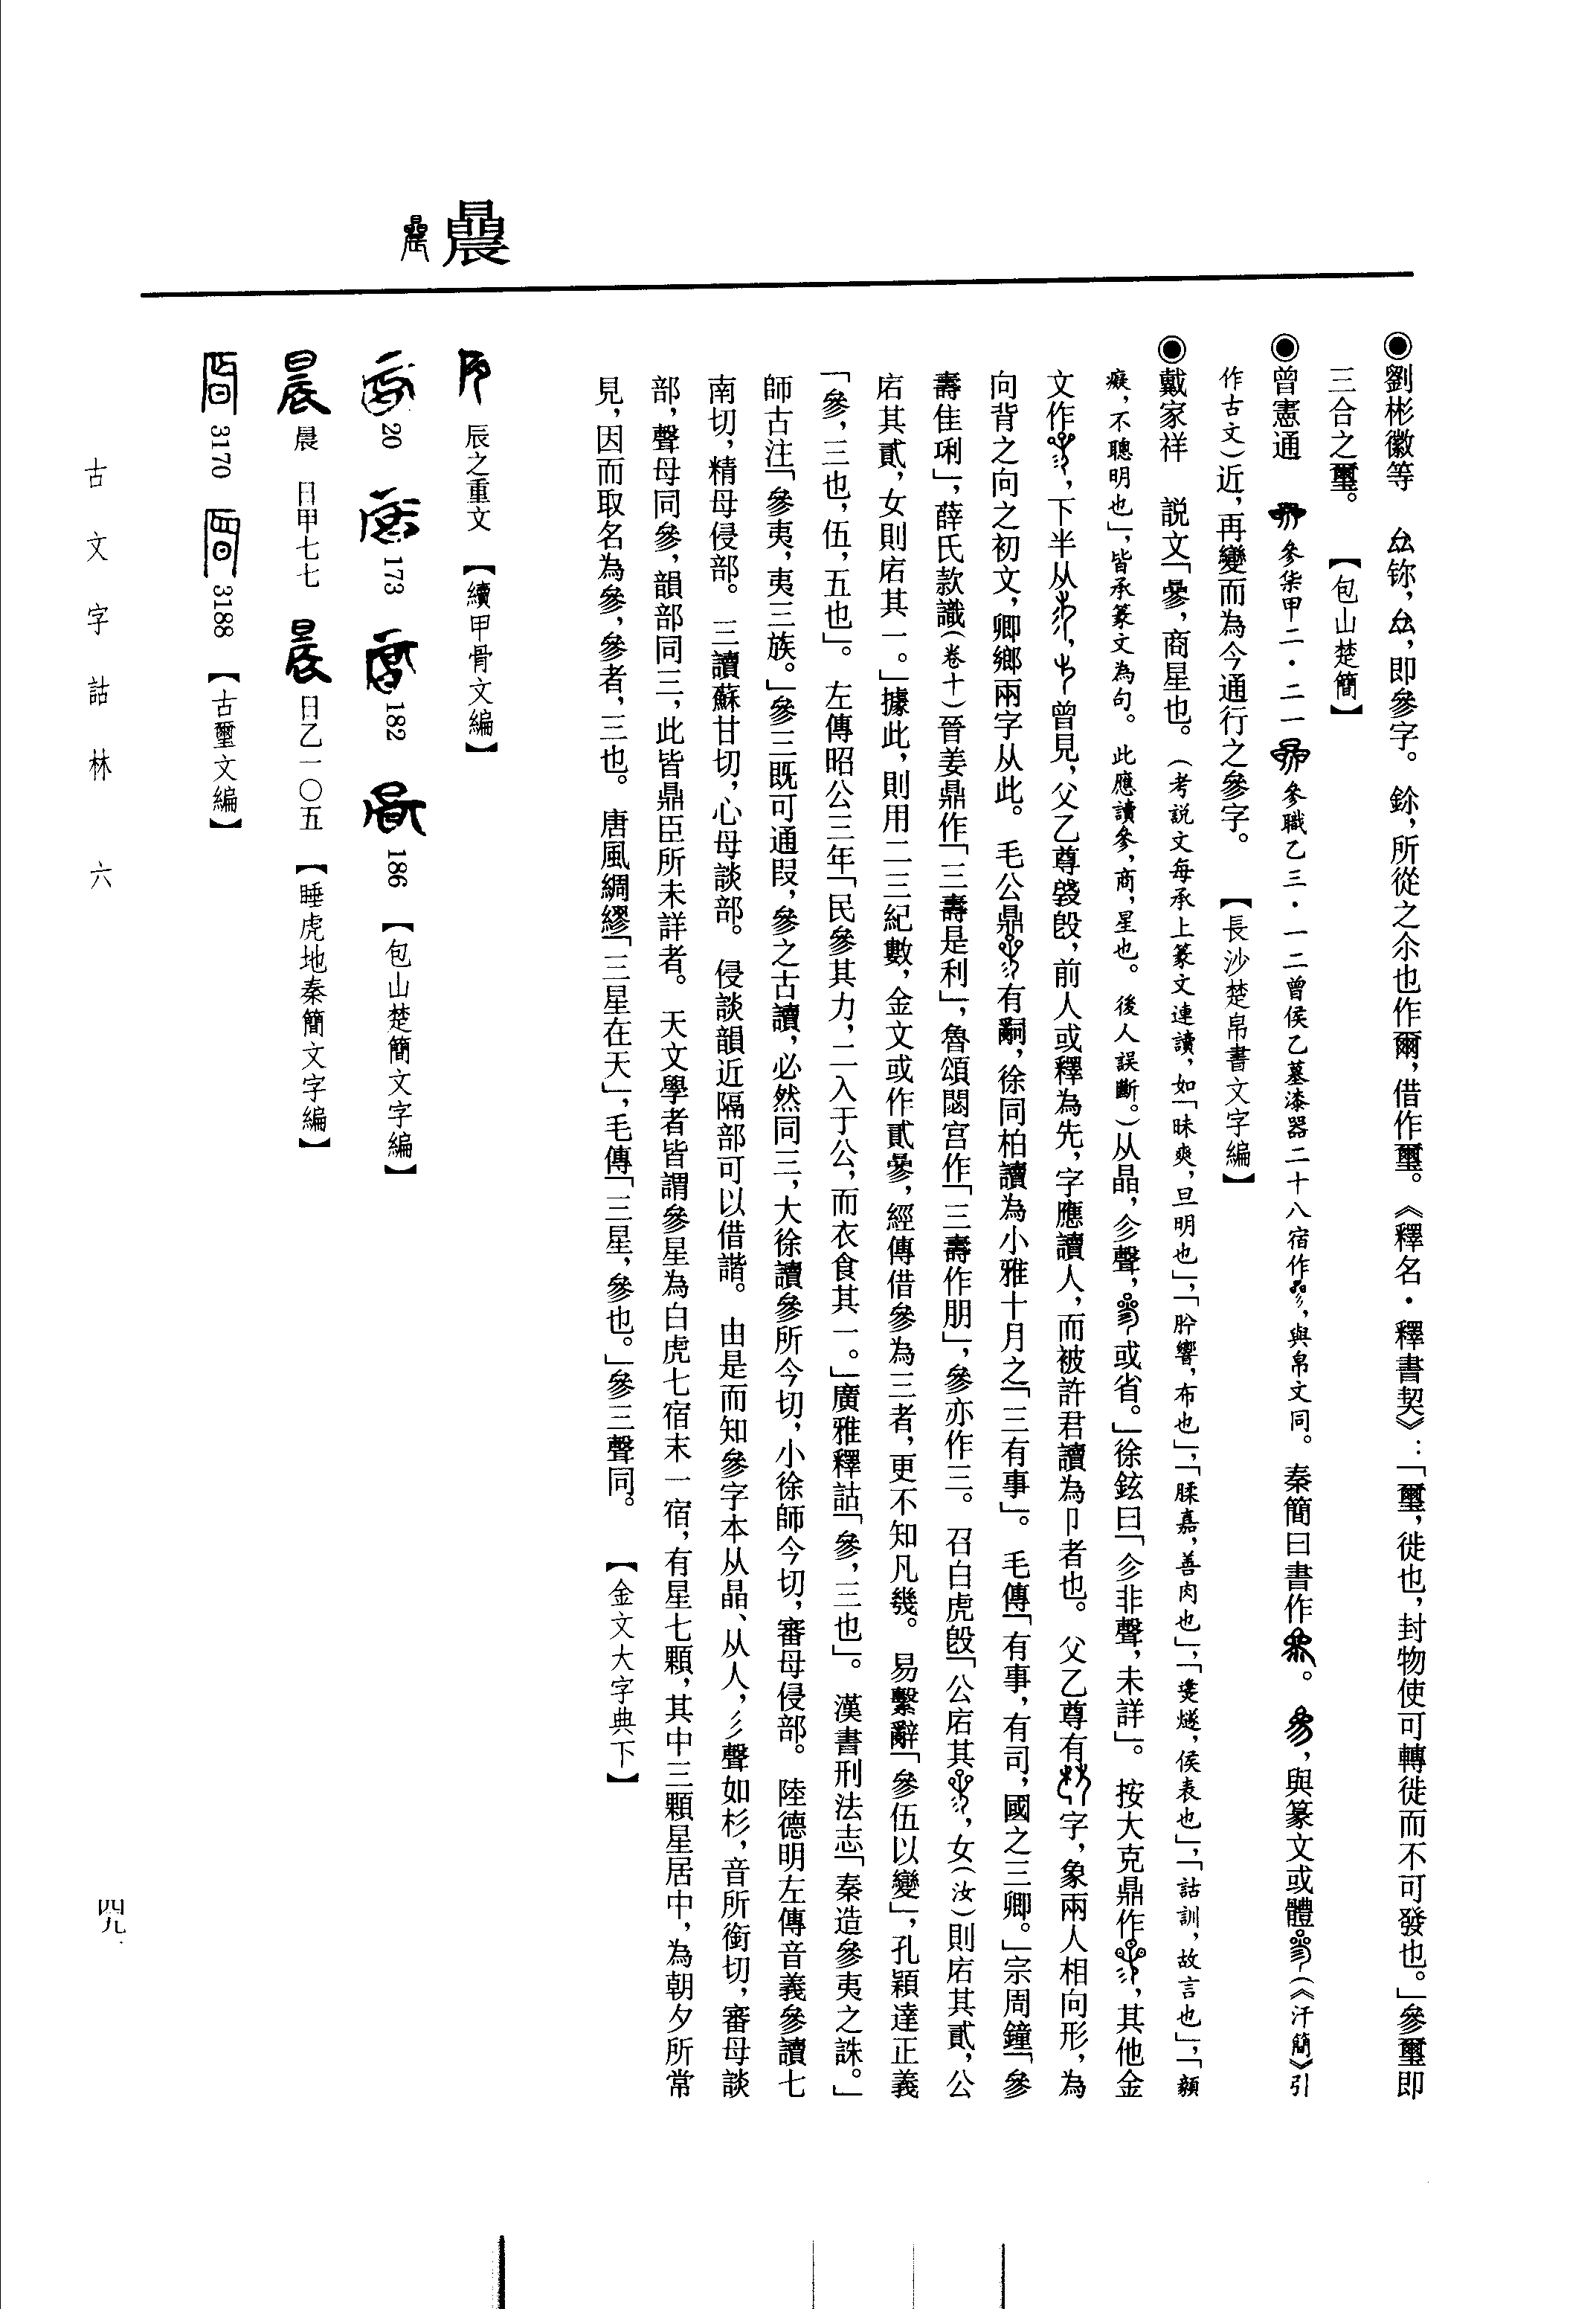 ◉劉彬徽等　厽鉨，厽，即參字。鉩，所從之尒也作爾，借作璽。《釋名·釋書契》：「璽，徙也，封物使可轉徙而不可發也。」參璽即
三合之璽。【包山楚簡】
◉曾憲通　參柒甲二·二一　參職乙三·一二曾侯乙墓漆器二十八宿作，與帛文同。秦簡日書作。，與篆文或體（《汗簡》引
作古文）近，再變而為今通行之參字。【長沙楚帛書文字編】
◉戴家祥　説文「曑，商星也。（考説文每承上篆文連讀，如「昧爽，旦明也」，「肸響，布也」，「腬嘉，善肉也」，「㷭燧，侯表也」，「詁訓，故言也」，「顡
癡，不聰明也」，皆承篆文為句。此應讀參，商，星也。後人誤斷。）从晶，㐱聲，或省。」徐鉉曰「㐱非聲，未詳」。按大克鼎作，其他金
文作，下半从，曾見，父乙尊、𣪘，前人或釋為先，字應讀人，而被許君讀為卩者也。父乙尊有字，象兩人相向形，為
向背之向之初文，卿鄉兩字从此。毛公鼎有嗣，徐同柏讀為小雅十月之「三有事」。毛傳「有事，有司，國之三卿。」宗周鐘「參
壽隹琍」，薛氏款識（卷十）晉姜鼎作「三壽是利」，魯頌閟宮作「三壽作朋」，參亦作三。召白虎𣪘「公宕其，女（汝）則宕其貳，公
宕其貳，女則宕其一。」據此，則用二三紀數，金文或作貳曑，經傳借參為三者，更不知凡幾。易繫辭「參伍以變」，孔穎達正義
「參，三也，伍，五也」。左傳昭公三年「民參其力，二入于公，而衣食其一。」廣雅釋詁「參，三也」。漢書刑法志「秦造參夷之誅。」
師古注「參夷，夷三族。」參三既可通叚，參之古讀，必然同三，大徐讀參所今切，小徐師今切，審母侵部。陸德明左傳音義參讀七
南切，精母侵部。三讀蘇甘切，心母談部。侵談韻近隔部可以借諧。由是而知參字本从晶、从人，彡聲如杉，音所銜切，審母談
部，聲母同參，韻部同三，此皆鼎臣所未詳者。天文學者皆謂參星為白虎七宿末一宿，有星七顆，其中三顆星居中，為朝夕所常
見，因而取名為參，參者，三也。唐風綢繆「三星在天」，毛傳「三星，參也。」參三聲同。【金文大字典下】
曟
辰之重文【續甲骨文編】
20　173　182　186【包山楚簡文字編】
晨　日甲七七　日乙一〇五【睡虎地秦簡文字編】
3170　3188【古璽文編】
古文字詁林　六
四九